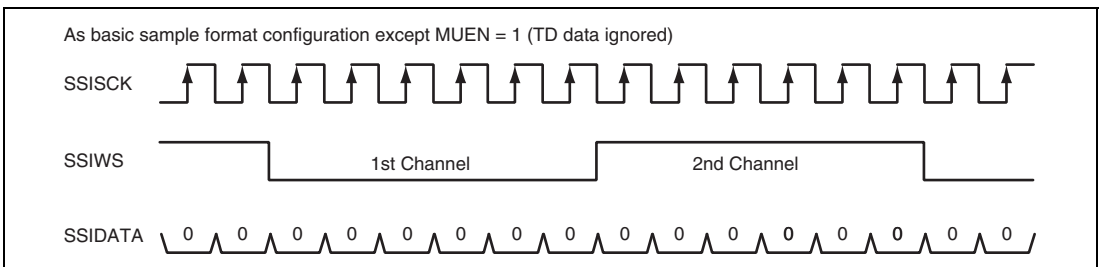 As basic sample format configuration except MUEN = 1 (TD data ignored)
SSISCK
SSIWS
1st Channel
2nd Channel
SSIDATA
0 0 0 0 0 0 0 0 0 0 0 0 0 0 0 0